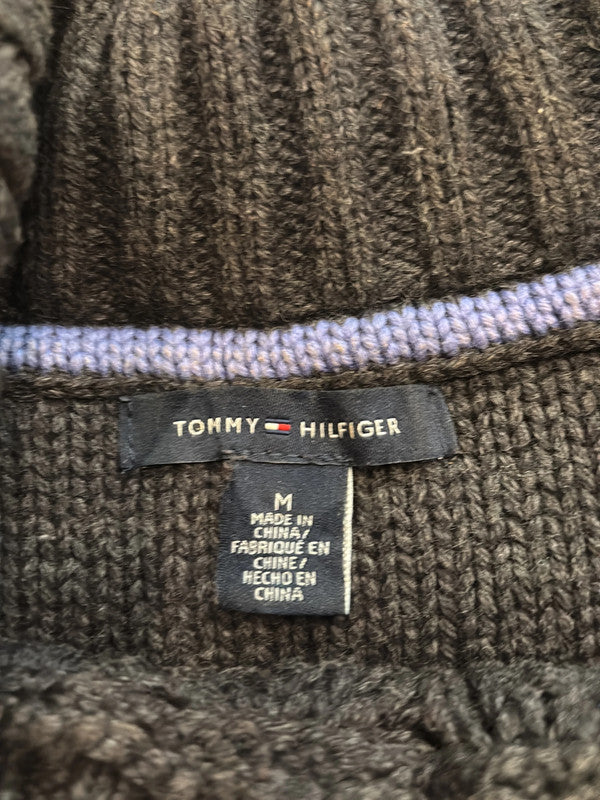 TOMMY HILFIGER
M
MADE IN
CHINA/
FABRIQUÉ EN
CHINE/
HECHO EN
CHINA